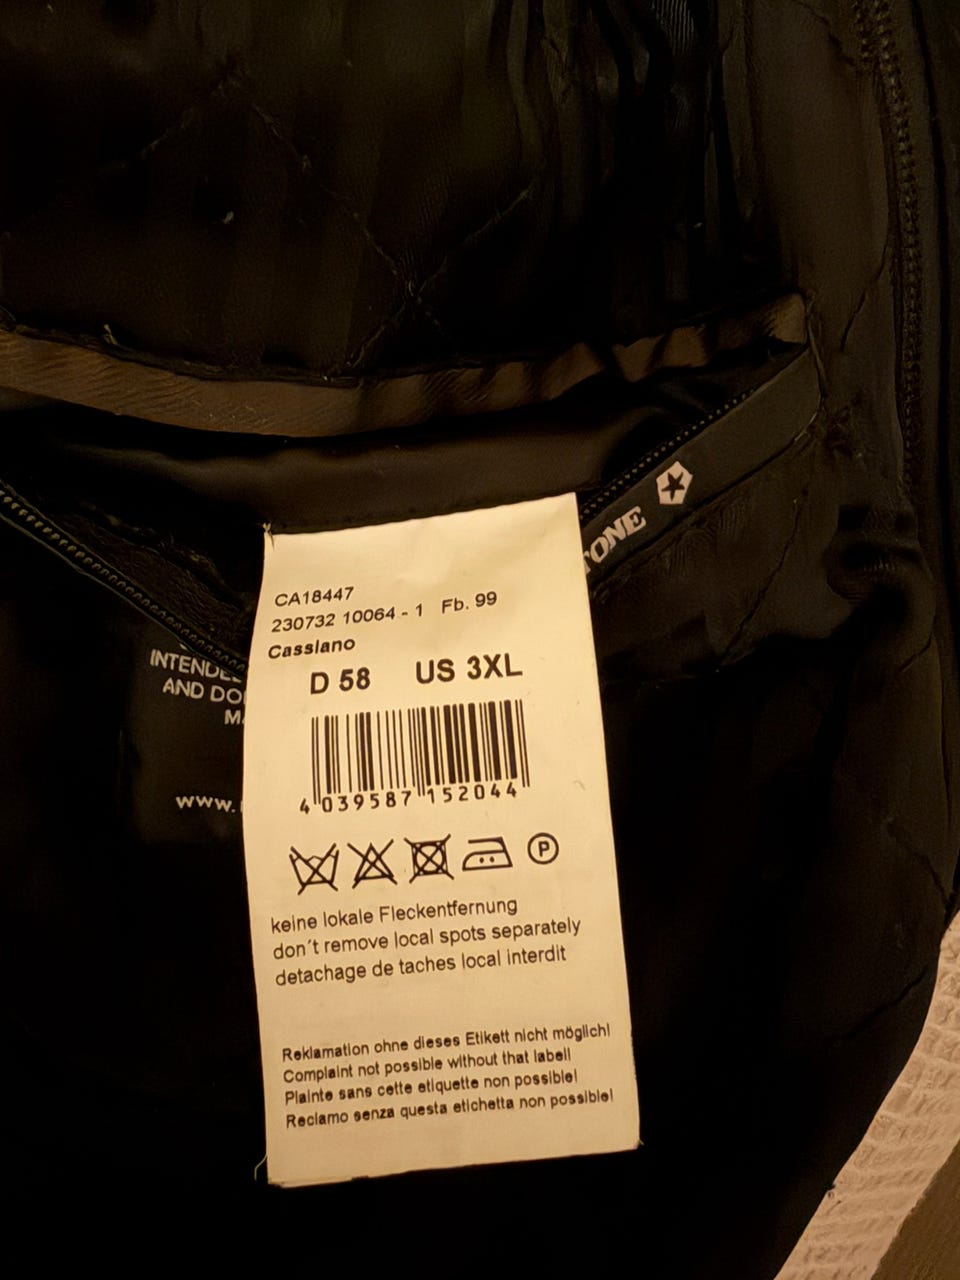 TONE
CA18447
230732 10064 - 1 Fb. 99
Cassiano
D 58 US 3XL
4 039587 152044
P
keine lokale Fleckentfernung
don´t remove local spots separately
detachage de taches local interdit
Reklamation ohne dieses Etikett nicht möglich!
Complaint not possible without that label!
Plainte sans cette etiquette non possible!
Reclamo senza questa etichetta non possible!
INTENDE
AND DO
MA
www.